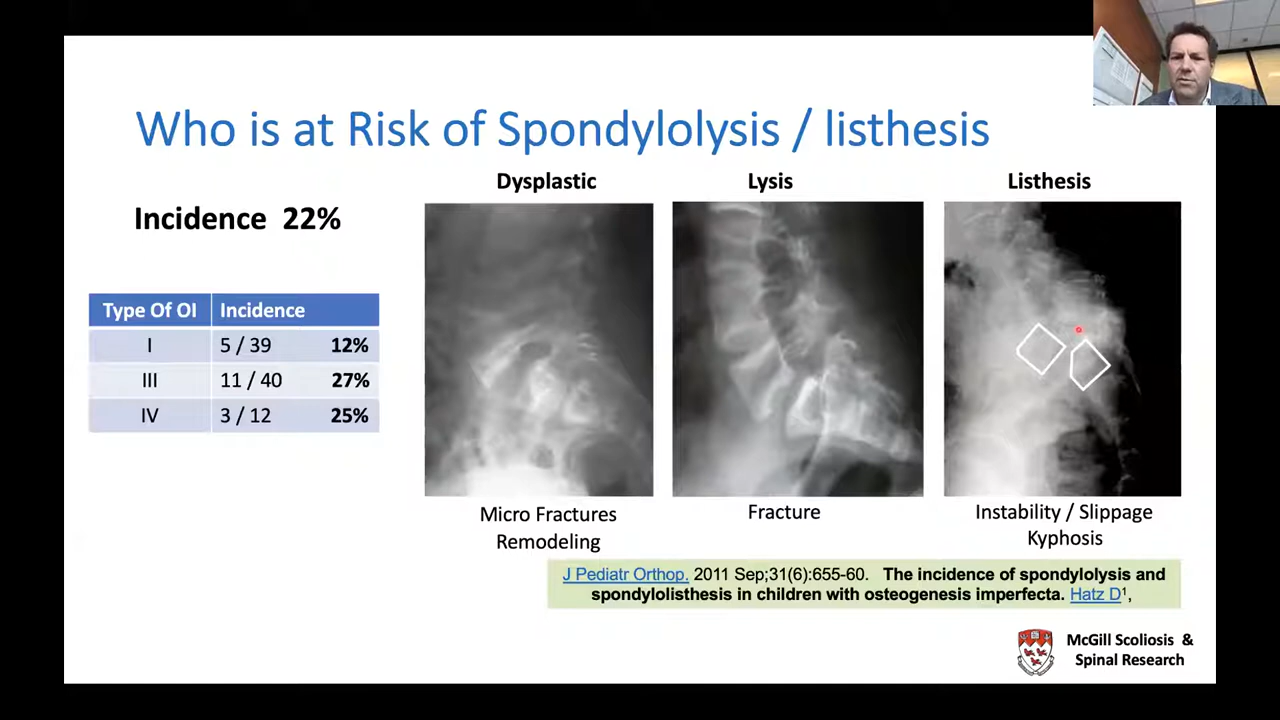 Who is at Risk of Spondylolysis / listhesis
Incidence 22%
Type Of OI Incidence
I 5 / 39 12%
III 11 / 40 27%
IV 3 / 12 25%
Dysplastic
Lysis
Listhesis
Micro Fractures
Remodeling
Fracture
Instability / Slippage
Kyphosis
J Pediatr Orthop. 2011 Sep;31(6):655-60. The incidence of spondylolysis and
spondylolisthesis in children with osteogenesis imperfecta. Hatz D¹,
McGill Scoliosis &
Spinal Research